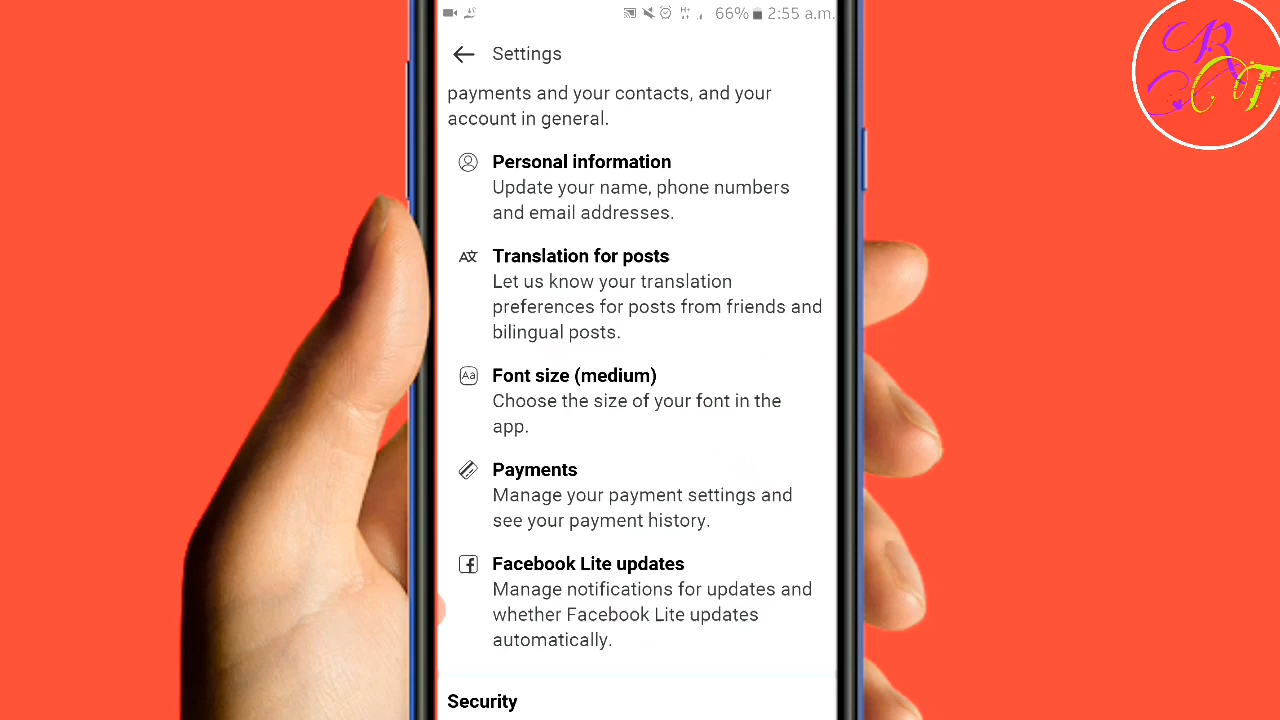 66% 2:55 a.m.
Settings
payments and your contacts, and your
account in general.
Personal information
Update your name, phone numbers
and email addresses.
Translation for posts
Let us know your translation
preferences for posts from friends and
bilingual posts.
Font size (medium)
Choose the size of your font in the
app.
Payments
Manage your payment settings and
see your payment history.
Facebook Lite updates
Manage notifications for updates and
whether Facebook Lite updates
automatically.
Security